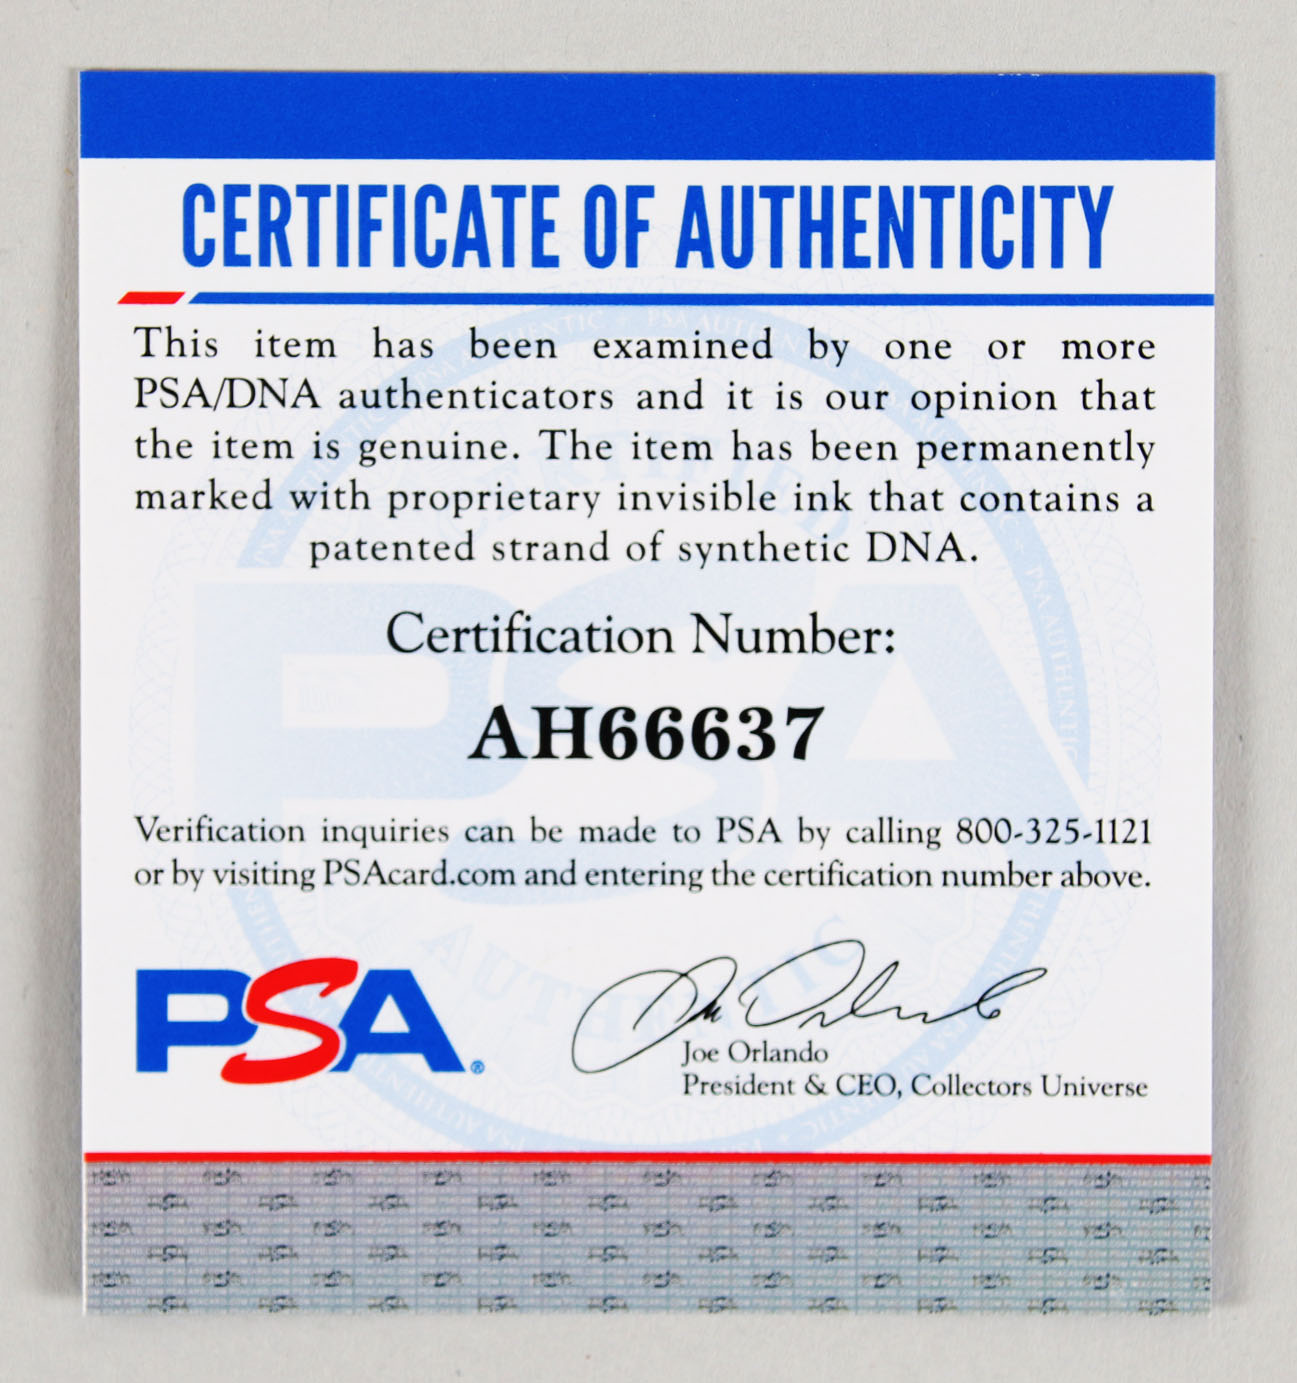 CERTIFICATE OF AUTHENTICITY
This item has been examined by one or more
PSA/DNA authenticators and it is our opinion that
the item is genuine. The item has been permanently
marked with proprietary invisible ink that contains a
patented strand of synthetic DNA.
Certification Number:
AH66637
Verification inquiries can be made to PSA by calling 800-325-1121
or by visiting PSAcard.com and entering the certification number above.
PSA®
Joe Orlando
President & CEO, Collectors Universe